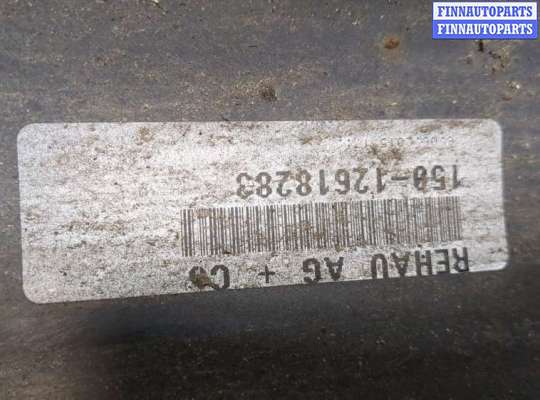 FINNAUTOPARTS
FINNAUTOPARTS
REHAU AG + CO
150-12618283